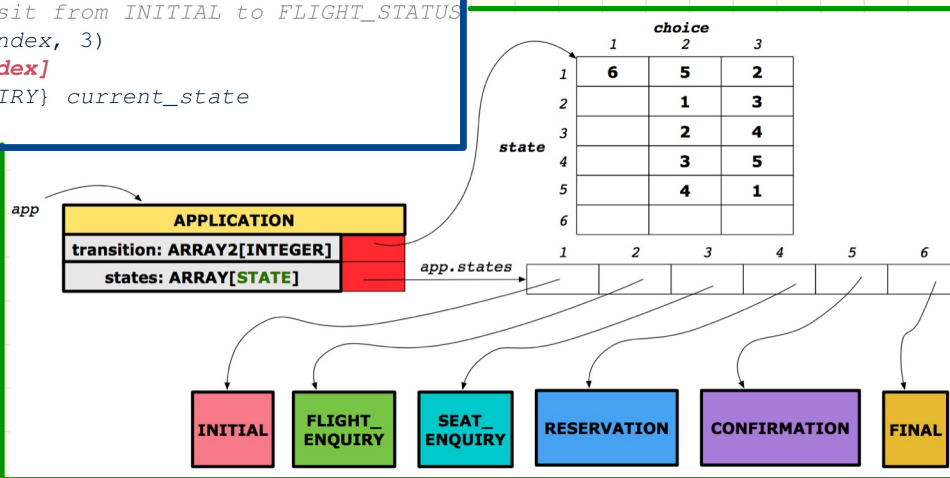 sit from INITIAL to FLIGHT_STATUS
ndex, 3)
dex]
IRY} current_state
choice
1 2 3
1 6 5 2
2 1 3
3 2 4
state
4 3 5
5 4 1
6
app
APPLICATION
transition: ARRAY2[INTEGER]
states: ARRAY[STATE]
app.states
1 2 3 4 5 6
INITIAL
FLIGHT_
ENQUIRY
SEAT_
ENQUIRY
RESERVATION
CONFIRMATION
FINAL